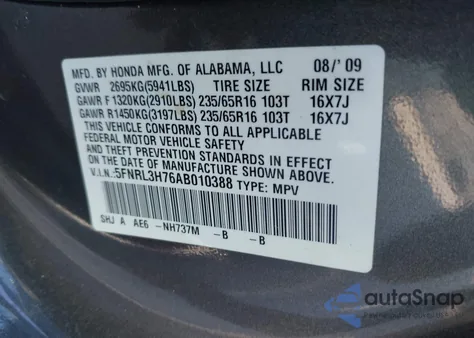 MFD. BY HONDA MFG. OF ALABAMA, LLC 08/'09
GVWR 2695KG(5941LBS) TIRE SIZE RIM SIZE
GAWR F 1320KG(2910LBS) 235/65R16 103T 16X7J
GAWR R 1450KG(3197LBS) 235/65R16 103T 16X7J
THIS VEHICLE CONFORMS TO ALL APPLICABLE
FEDERAL MOTOR VEHICLE SAFETY
AND THEFT PREVENTION STANDARDS IN EFFECT
ON THE DATE OF MANUFACTURE SHOWN ABOVE.
V.I.N.:5FNRL3H76AB010388 TYPE: MPV
SHJ A AE6 -NH737M -B -B
autoSnap
Powered by AutoBidMaster